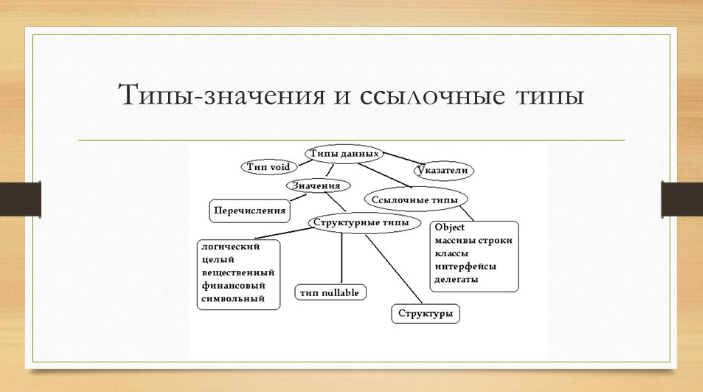 Типы-значения и ссылочные типы
Типы данных
Тип void
Указатели
Значения
Ссылочные типы
Перечисления
Структурные типы
Object
массивы строки
классы
интерфейсы
делегаты
логический
целый
вещественный
финансовый
символьный
тип nullable
Структуры